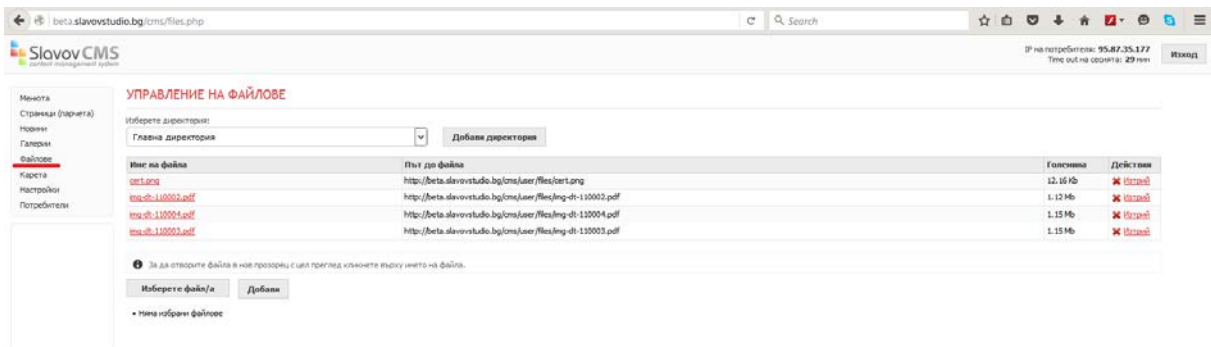 beta.slavovstudio.bg/cms/files.php
Search
Slavov CMS
content management system
IP на потребителя: 95.87.35.177
Time out на сесията: 29 мин
Изход
Менюта
Страници (парчета)
Новини
Галерии
Файлове
Карета
Настройки
Потребители
УПРАВЛЕНИЕ НА ФАЙЛОВЕ
Изберете директория:
Главна директория
Добави директория
Име на файла Път до файла Големина Действия
cert.png http://beta.slavovstudio.bg/cms/user/files/cert.png 12.16 Kb Изтрий
img-dt-110002.pdf http://beta.slavovstudio.bg/cms/user/files/img-dt-110002.pdf 1.12 Mb Изтрий
img-dt-110004.pdf http://beta.slavovstudio.bg/cms/user/files/img-dt-110004.pdf 1.15 Mb Изтрий
img-dt-110003.pdf http://beta.slavovstudio.bg/cms/user/files/img-dt-110003.pdf 1.15 Mb Изтрий
За да отворите файла в нов прозорец с цел преглед кликнете върху името на файла.
Изберете файл/а
Добави
• Няма избрани файлове